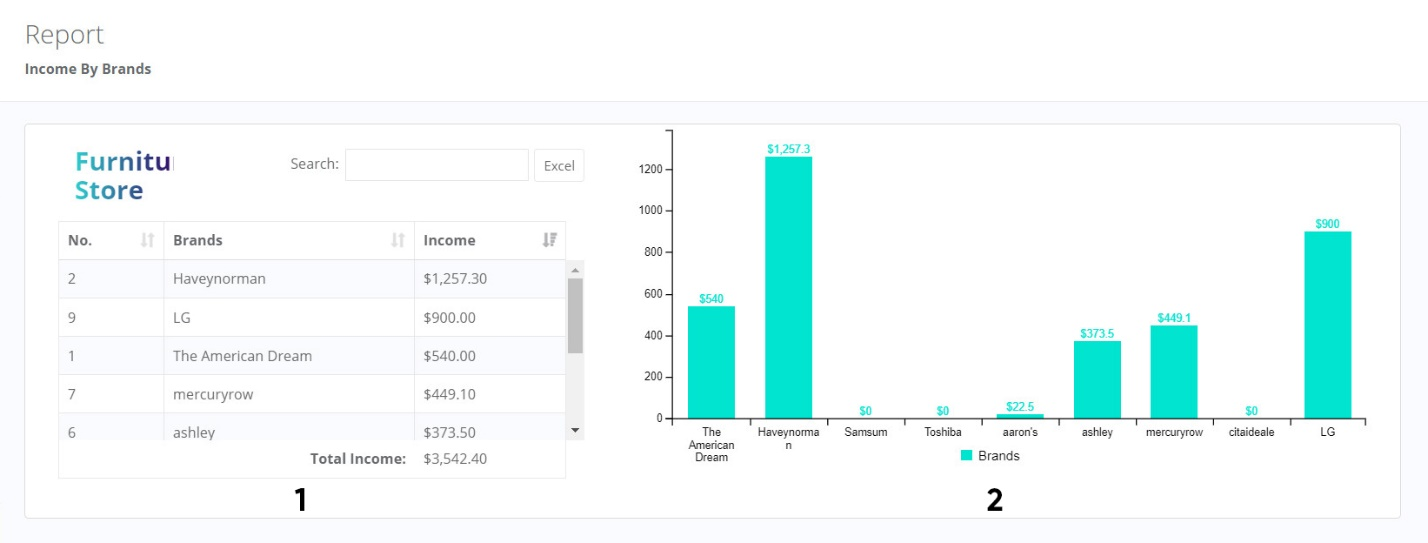 Report
Income By Brands
Furnitu
Store
Search:
Excel
No. Brands Income
2 Haveynorman $1,257.30
9 LG $900.00
1 The American Dream $540.00
7 mercuryrow $449.10
6 ashley $373.50
Total Income: $3,542.40
1
1200
1000
800
600
400
200
0
$540
$1,257.3
$0
$0
$22.5
$373.5
$449.1
$0
$900
The
American
Dream
Haveynorma
n
Samsum
Toshiba
aaron's
ashley
mercuryrow
citaideale
LG
Brands
2